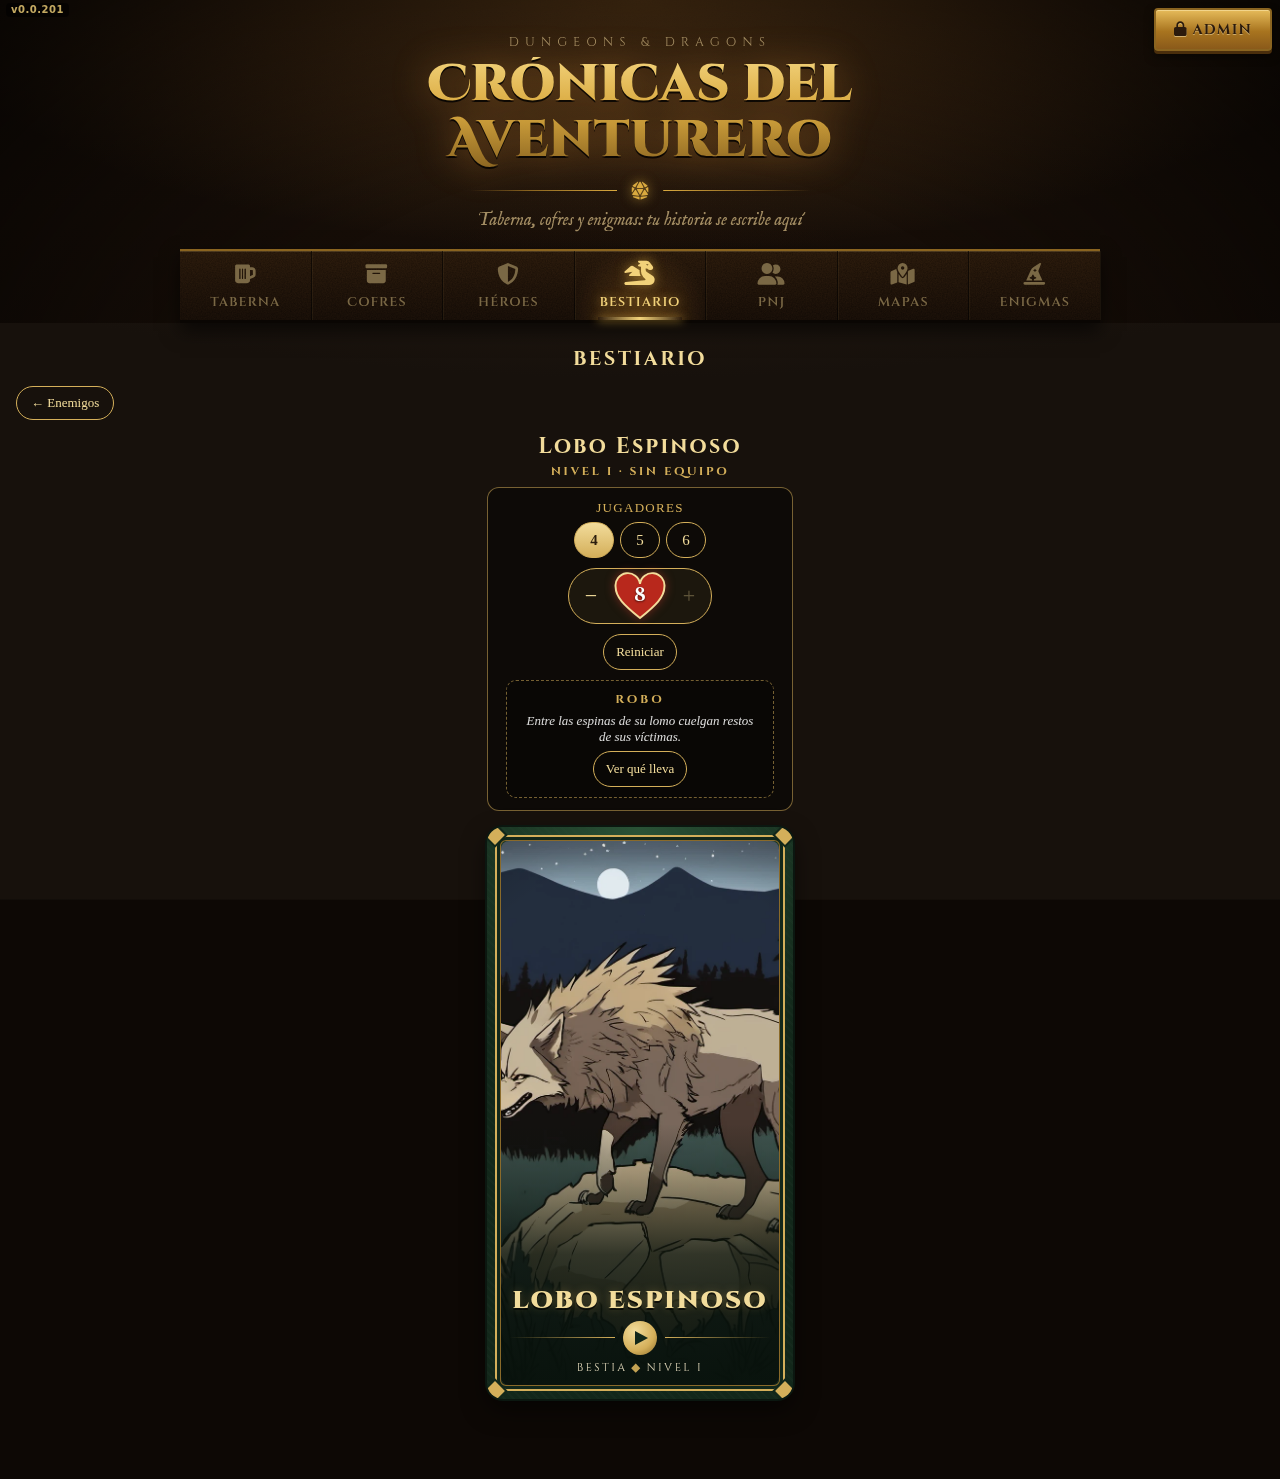 v0.0.201
ADMIN
DUNGEONS & DRAGONS
CRÓNICAS DEL
AVENTURERO
Taberna, cofres y enigmas: tu historia se escribe aquí
TABERNA
COFRES
HÉROES
BESTIARIO
PNJ
MAPAS
ENIGMAS
BESTIARIO
← Enemigos
Lobo Espinoso
NIVEL I · SIN EQUIPO
JUGADORES
4 5 6
− 8 +
Reiniciar
ROBO
Entre las espinas de su lomo cuelgan restos
de sus víctimas.
Ver qué lleva
LOBO ESPINOSO
BESTIA ◆ NIVEL I